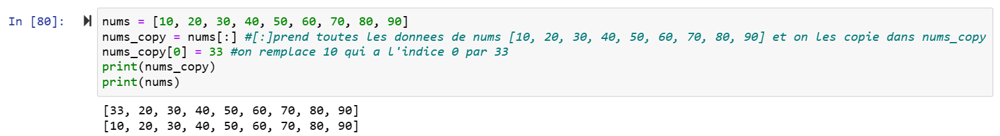 In [80]: nums = [10, 20, 30, 40, 50, 60, 70, 80, 90]
nums_copy = nums[:] #[:]prend toutes les donnees de nums [10, 20, 30, 40, 50, 60, 70, 80, 90] et on les copie dans nums_copy
nums_copy[0] = 33 #on remplace 10 qui a l'indice 0 par 33
print(nums_copy)
print(nums)
[33, 20, 30, 40, 50, 60, 70, 80, 90]
[10, 20, 30, 40, 50, 60, 70, 80, 90]